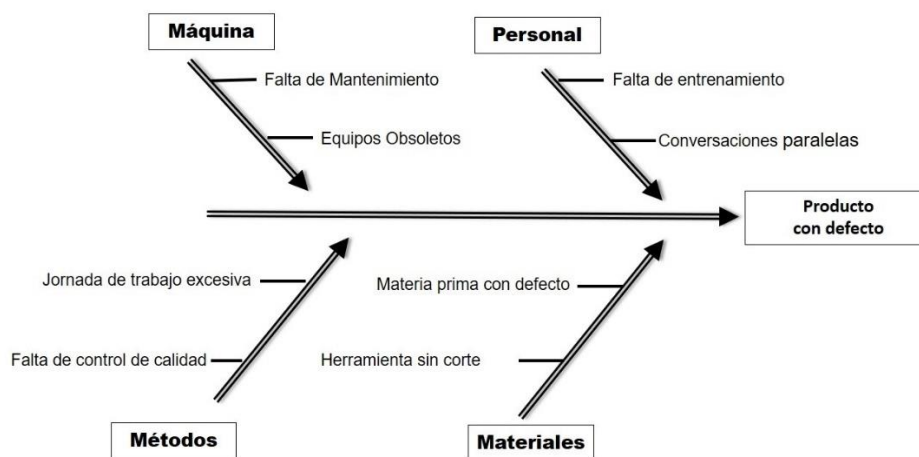 Máquina
Personal
Falta de Mantenimiento
Falta de entrenamiento
Equipos Obsoletos
Conversaciones paralelas
Producto
con defecto
Jornada de trabajo excesiva
Materia prima con defecto
Falta de control de calidad
Herramienta sin corte
Métodos
Materiales